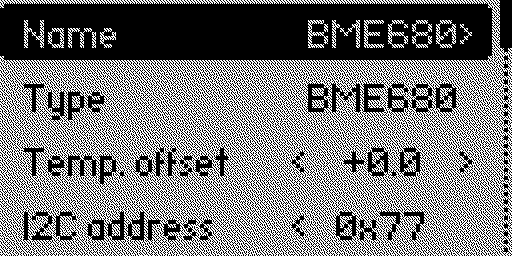 Name BME680>
Type BME680
Temp. offset < +0.0 >
I2C address < 0x77